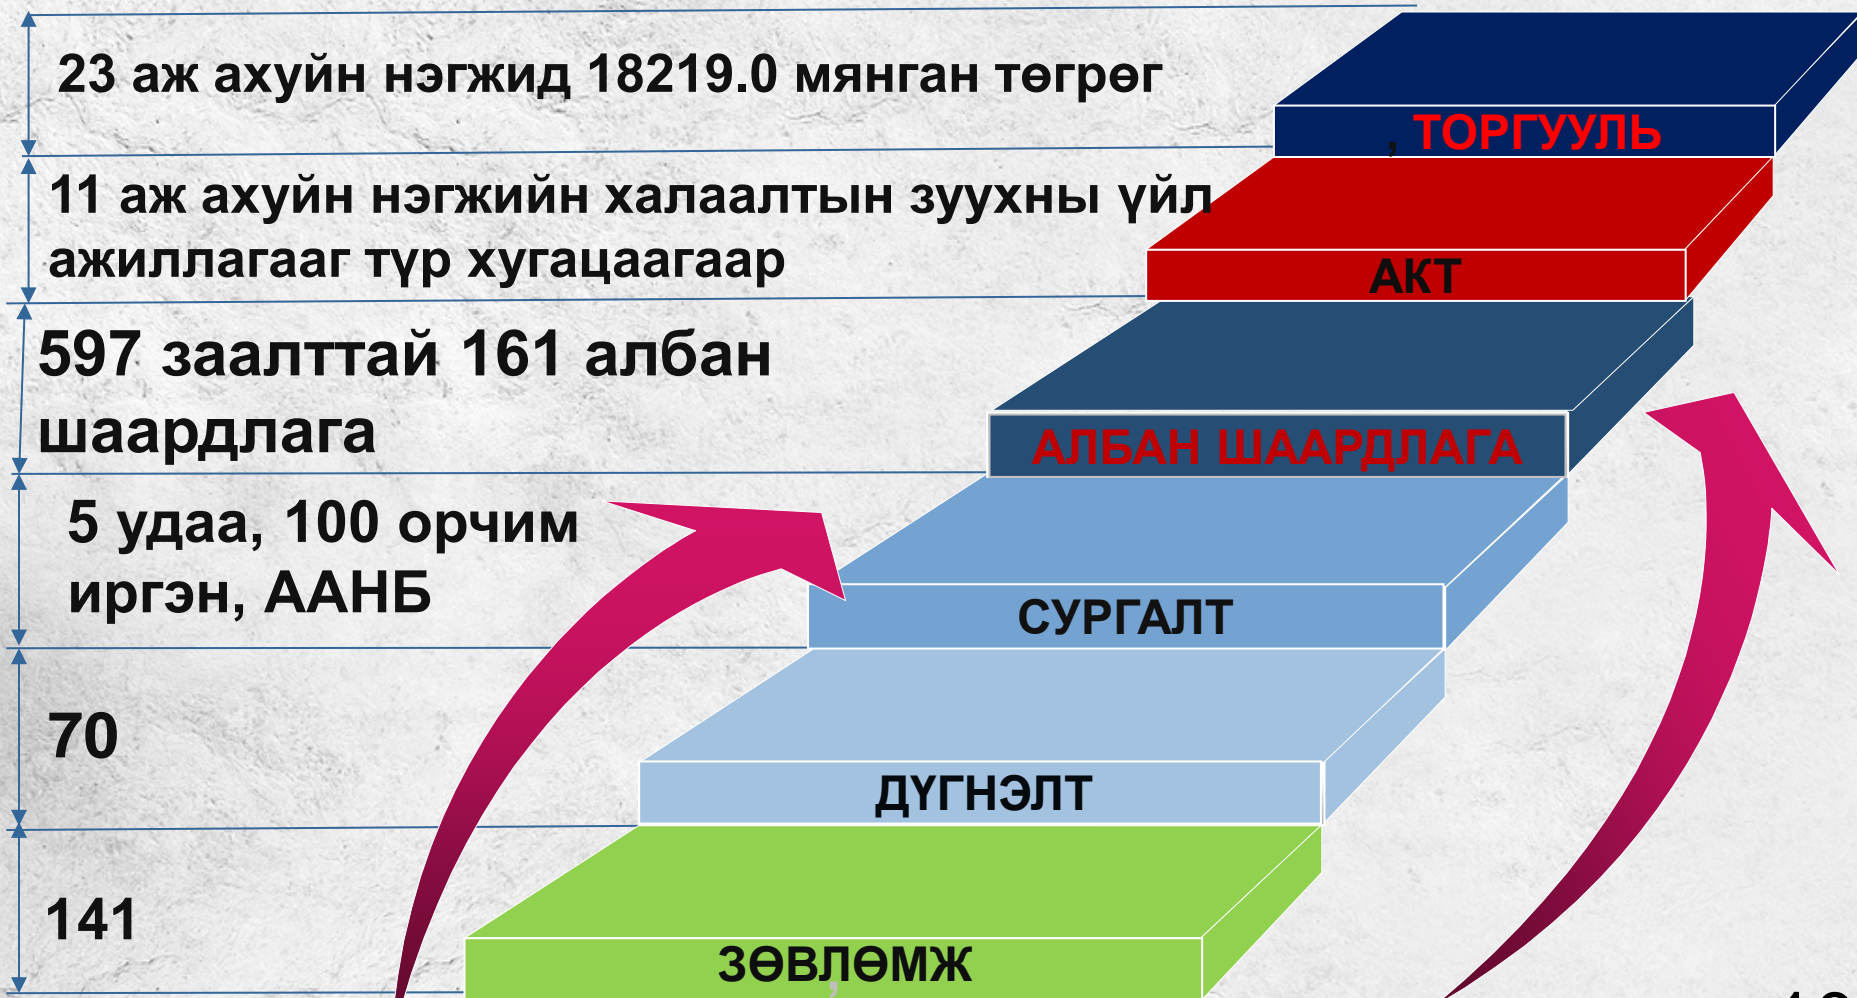 23 аж ахуйн нэгжид 18219.0 мянган төгрөг
, ТОРГУУЛЬ
11 аж ахуйн нэгжийн халаалтын зуухны үйл
ажиллагааг түр хугацаагаар
АКТ
597 заалттай 161 албан
шаардлага
АЛБАН ШААРДЛАГА
5 удаа, 100 орчим
иргэн, ААНБ
СУРГАЛТ
70
ДҮГНЭЛТ
141
ЗӨВЛӨМЖ
,